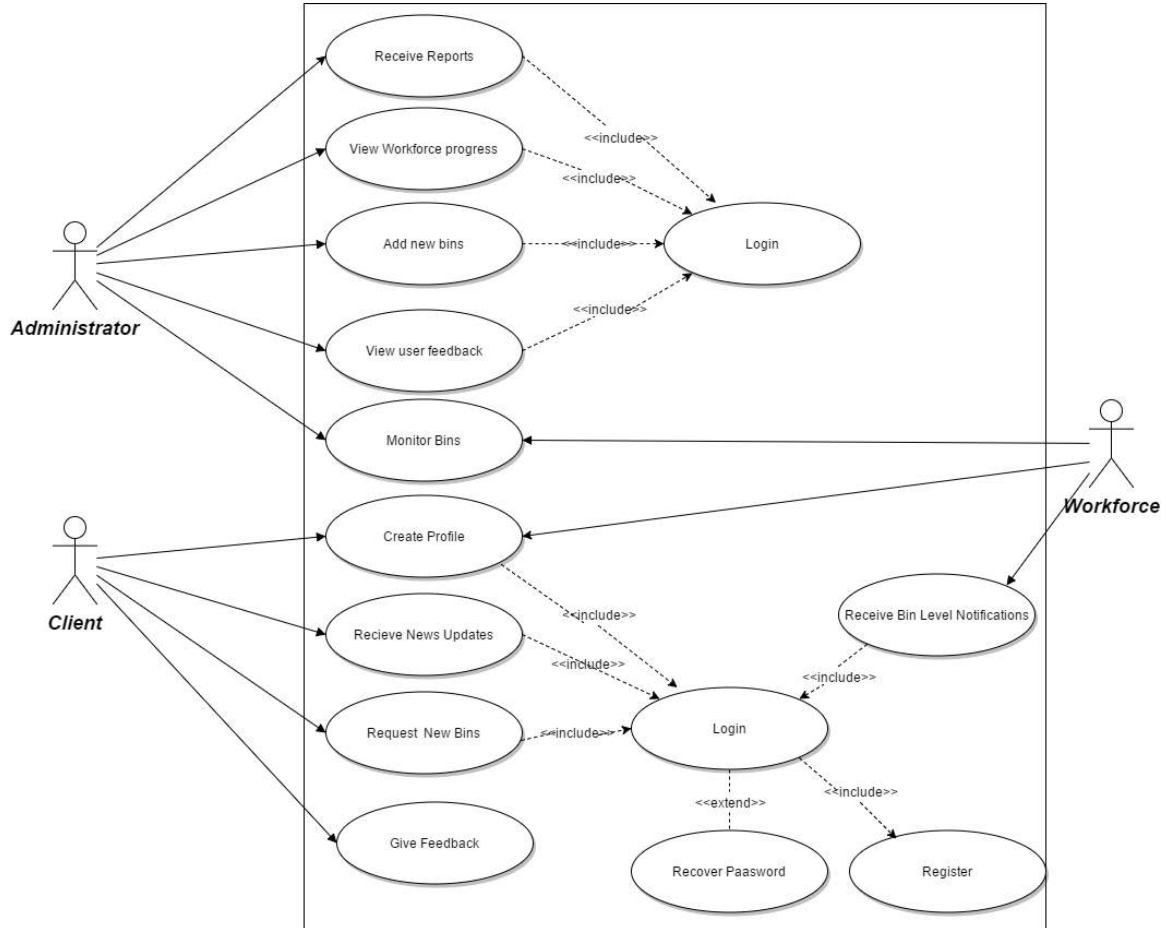 Receive Reports
<<include>>
View Workforce progress
<<include>>
Add new bins
<<include>>
Login
<<include>>
Administrator
View user feedback
Monitor Bins
Workforce
Create Profile
Client
<<include>>
Receive Bin Level Notifications
Recieve News Updates
<<include>>
<<include>>
Request New Bins
<<include>>
Login
<<include>>
<<extend>>
Give Feedback
Recover Paasword
Register